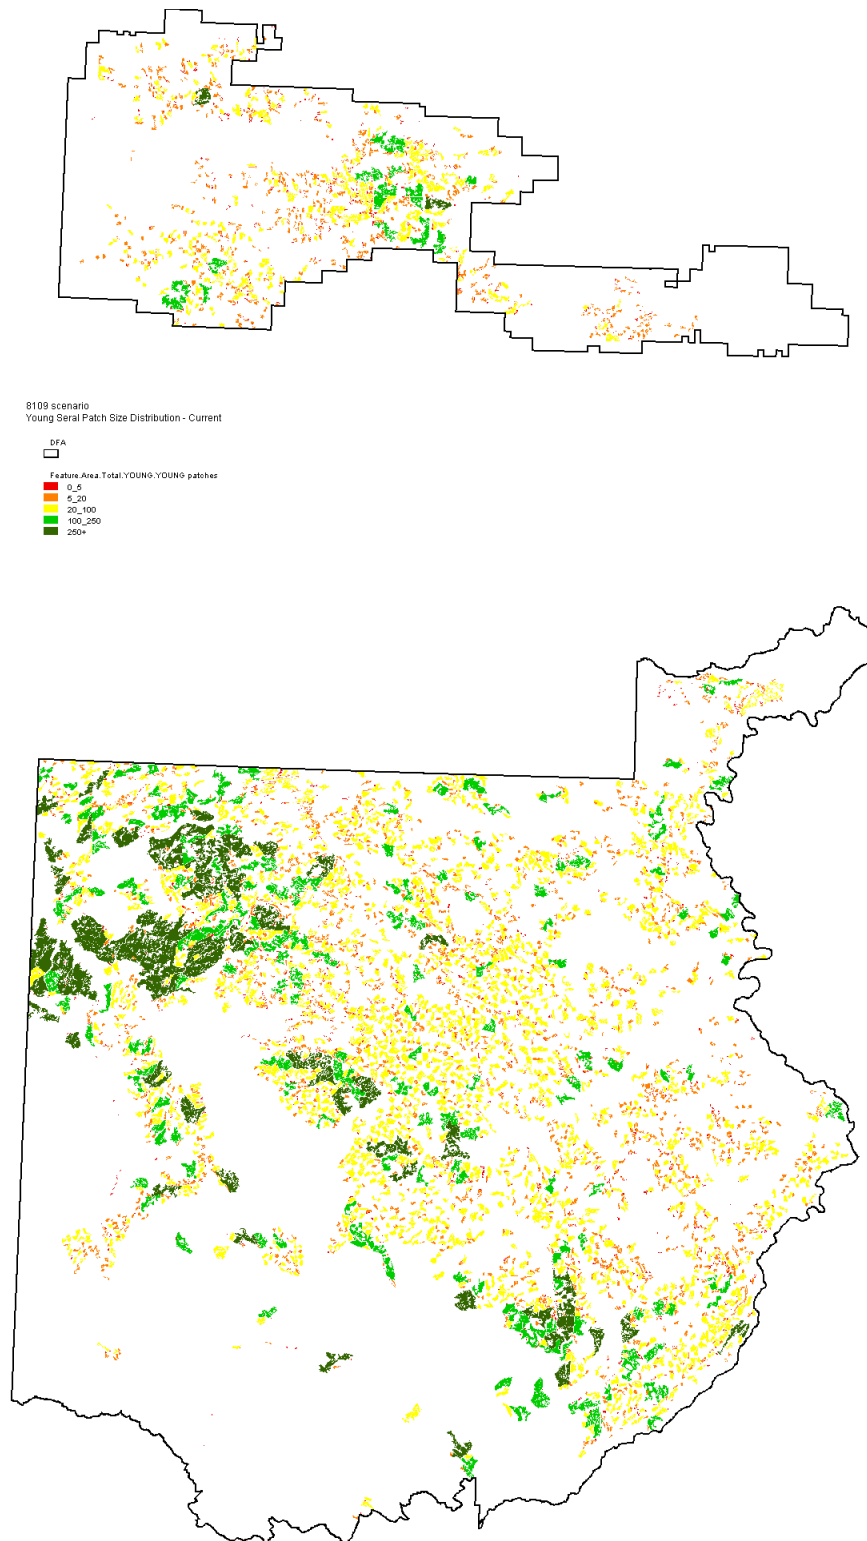 8109 scenario
Young Seral Patch Size Distribution - Current
DFA
Feature.Area.Total.YOUNG.YOUNG patches
0_5
5_20
20_100
100_250
250+